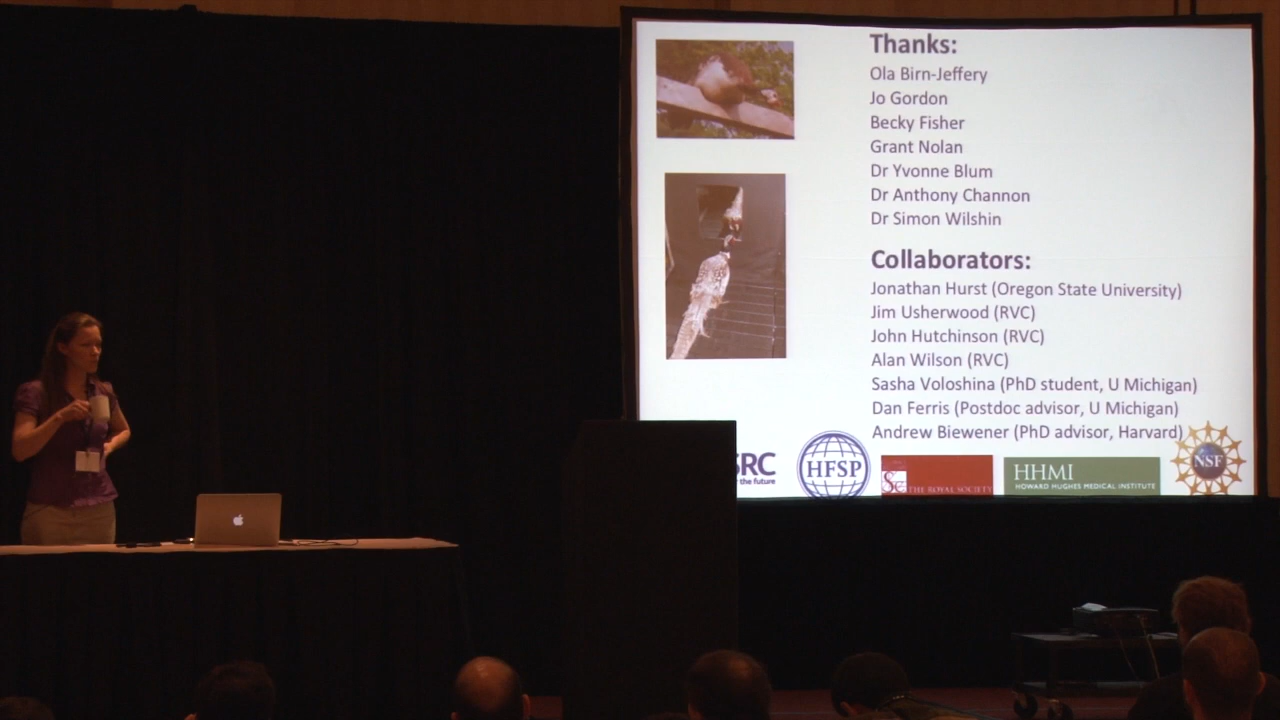 Thanks:
Ola Birn-Jeffery
Jo Gordon
Becky Fisher
Grant Nolan
Dr Yvonne Blum
Dr Anthony Channon
Dr Simon Wilshin
Collaborators:
Jonathan Hurst (Oregon State University)
Jim Usherwood (RVC)
John Hutchinson (RVC)
Alan Wilson (RVC)
Sasha Voloshina (PhD student, U Michigan)
Dan Ferris (Postdoc advisor, U Michigan)
Andrew Biewener (PhD advisor, Harvard)
SRC
the future
HFSP
THE ROYAL SOCIETY
HHMI
HOWARD HUGHES MEDICAL INSTITUTE
NSF